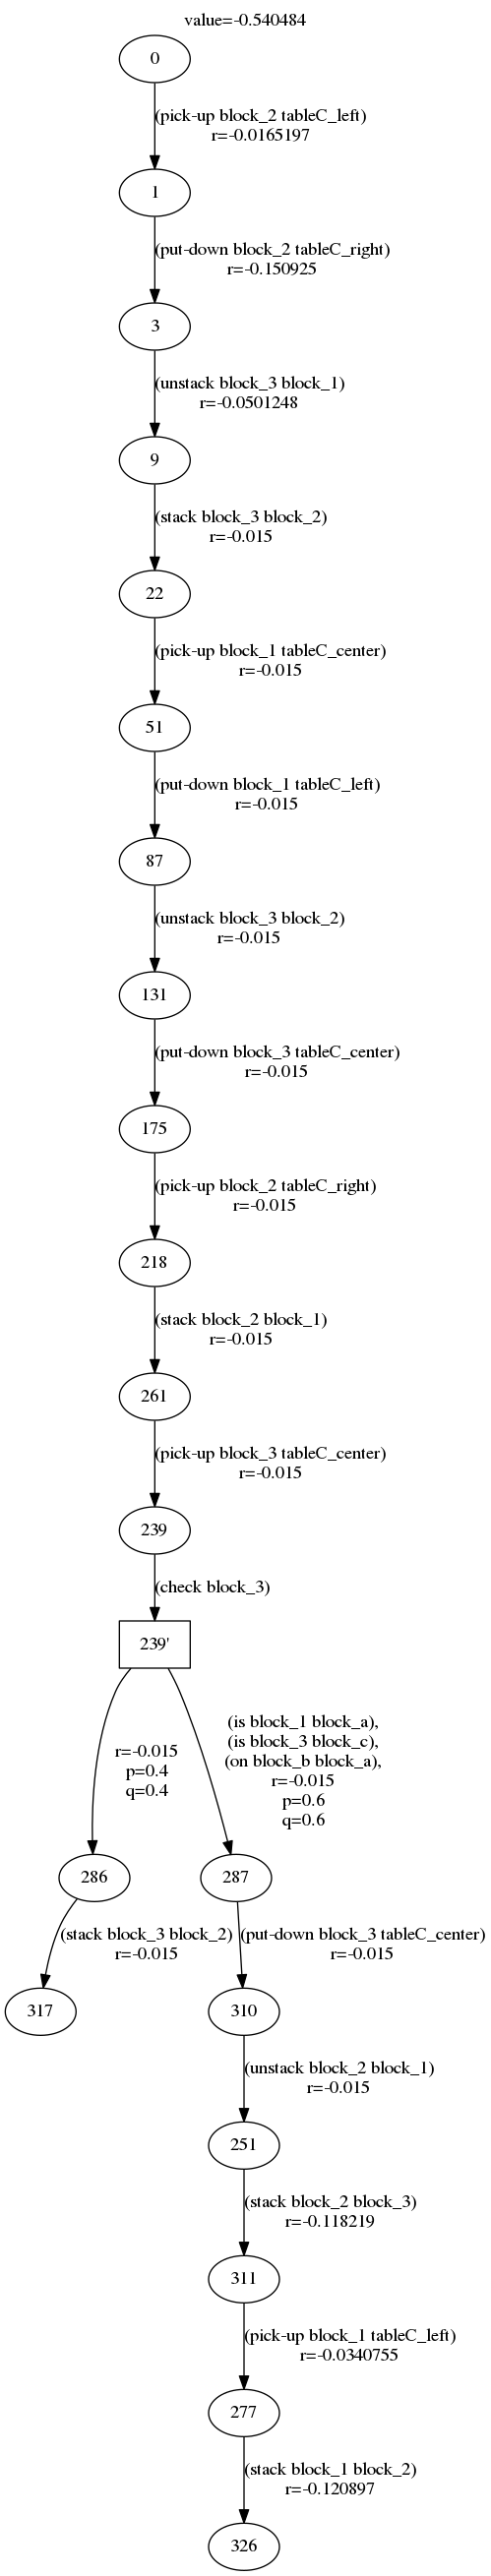 value=-0.540484
0
(pick-up block_2 tableC_left)
r=-0.0165197
1
(put-down block_2 tableC_right)
r=-0.150925
3
(unstack block_3 block_1)
r=-0.0501248
9
(stack block_3 block_2)
r=-0.015
22
(pick-up block_1 tableC_center)
r=-0.015
51
(put-down block_1 tableC_left)
r=-0.015
87
(unstack block_3 block_2)
r=-0.015
131
(put-down block_3 tableC_center)
r=-0.015
175
(pick-up block_2 tableC_right)
r=-0.015
218
(stack block_2 block_1)
r=-0.015
261
(pick-up block_3 tableC_center)
r=-0.015
239
(check block_3)
239'
r=-0.015
p=0.4
q=0.4
(is block_1 block_a),
(is block_3 block_c),
(on block_b block_a),
r=-0.015
p=0.6
q=0.6
286
287
(stack block_3 block_2)
r=-0.015
(put-down block_3 tableC_center)
r=-0.015
317
310
(unstack block_2 block_1)
r=-0.015
251
(stack block_2 block_3)
r=-0.118219
311
(pick-up block_1 tableC_left)
r=-0.0340755
277
(stack block_1 block_2)
r=-0.120897
326